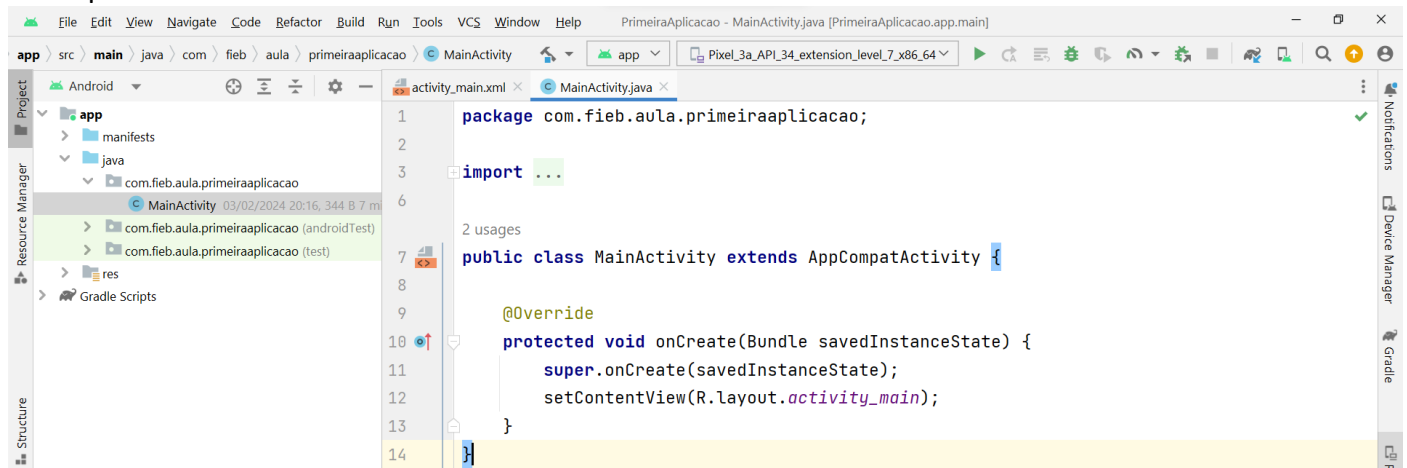 File Edit View Navigate Code Refactor Build Run Tools VCS Window Help PrimeiraAplicacao - MainActivity.java [PrimeiraAplicacao.app.main]
app src main java com fieb aula primeiraaplicacao MainActivity app Pixel_3a_API_34_extension_level_7_x86_64
Project
Resource Manager
Structure
Android
app
manifests
java
com.fieb.aula.primeiraaplicacao
MainActivity 03/02/2024 20:16, 344 B 7 mi
com.fieb.aula.primeiraaplicacao (androidTest)
com.fieb.aula.primeiraaplicacao (test)
res
Gradle Scripts
activity_main.xml MainActivity.java
1 package com.fieb.aula.primeiraaplicacao;
2
3 import ...
6
2 usages
7 public class MainActivity extends AppCompatActivity {
8
9 @Override
10 protected void onCreate(Bundle savedInstanceState) {
11 super.onCreate(savedInstanceState);
12 setContentView(R.layout.activity_main);
13 }
14 }
Notifications
Device Manager
Gradle